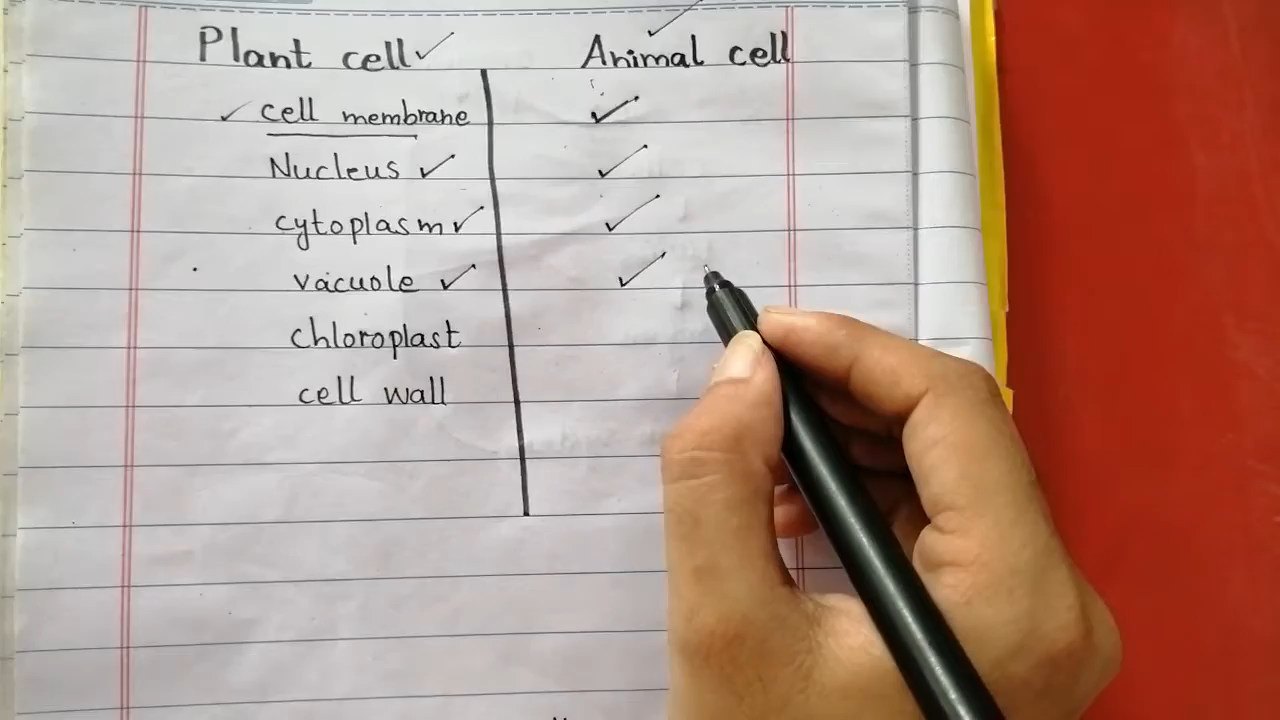 Plant cell ✓ Animal cell ✓
✓ cell membrane ✓
Nucleus ✓ ✓
cytoplasm ✓ ✓
vacuole ✓ ✓
chloroplast
cell wall